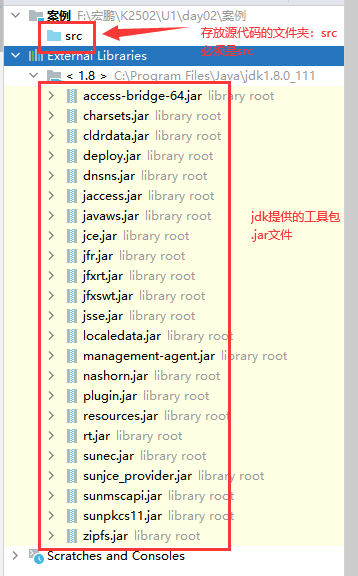 案例 F:\宏鹏\K2502\U1\day02\案例
src
存放源代码的文件夹：src
External Libraries
< 1.8 > C:\Program Files\Java\jdk1.8.0_111
access-bridge-64.jar library root
charsets.jar library root
cldrdata.jar library root
deploy.jar library root
dnsns.jar library root
jaccess.jar library root
javaws.jar library root
jce.jar library root
jfr.jar library root
jfxrt.jar library root
jfxswt.jar library root
jsse.jar library root
localedata.jar library root
management-agent.jar library root
nashorn.jar library root
plugin.jar library root
resources.jar library root
rt.jar library root
sunec.jar library root
sunjce_provider.jar library root
sunmscapi.jar library root
sunpkcs11.jar library root
zipfs.jar library root
jdk提供的工具包
.jar文件
Scratches and Consoles